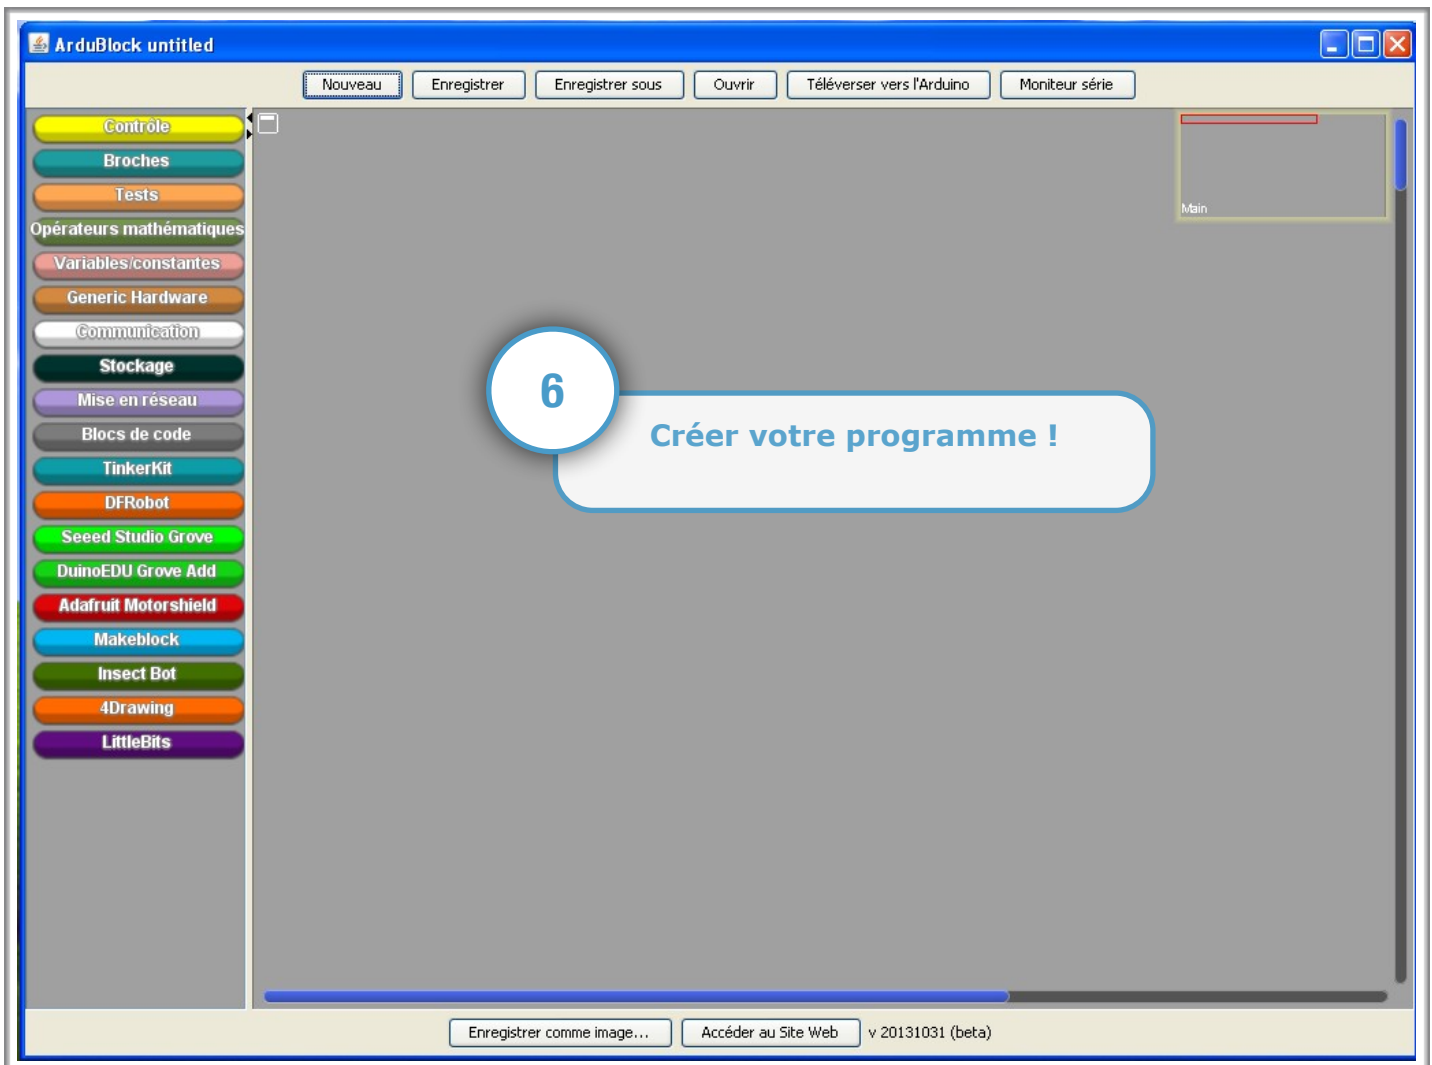 ArduBlock untitled
Nouveau Enregistrer Enregistrer sous Ouvrir Téléverser vers l'Arduino Moniteur série
Contrôle
Broches
Tests
Opérateurs mathématiques
Variables/constantes
Generic Hardware
Communication
Stockage
Mise en réseau
Blocs de code
TinkerKit
DFRobot
Seeed Studio Grove
DuinoEDU Grove Add
Adafruit Motorshield
Makeblock
Insect Bot
4Drawing
LittleBits
Main
6
Créer votre programme !
Enregistrer comme image... Accéder au Site Web v 20131031 (beta)